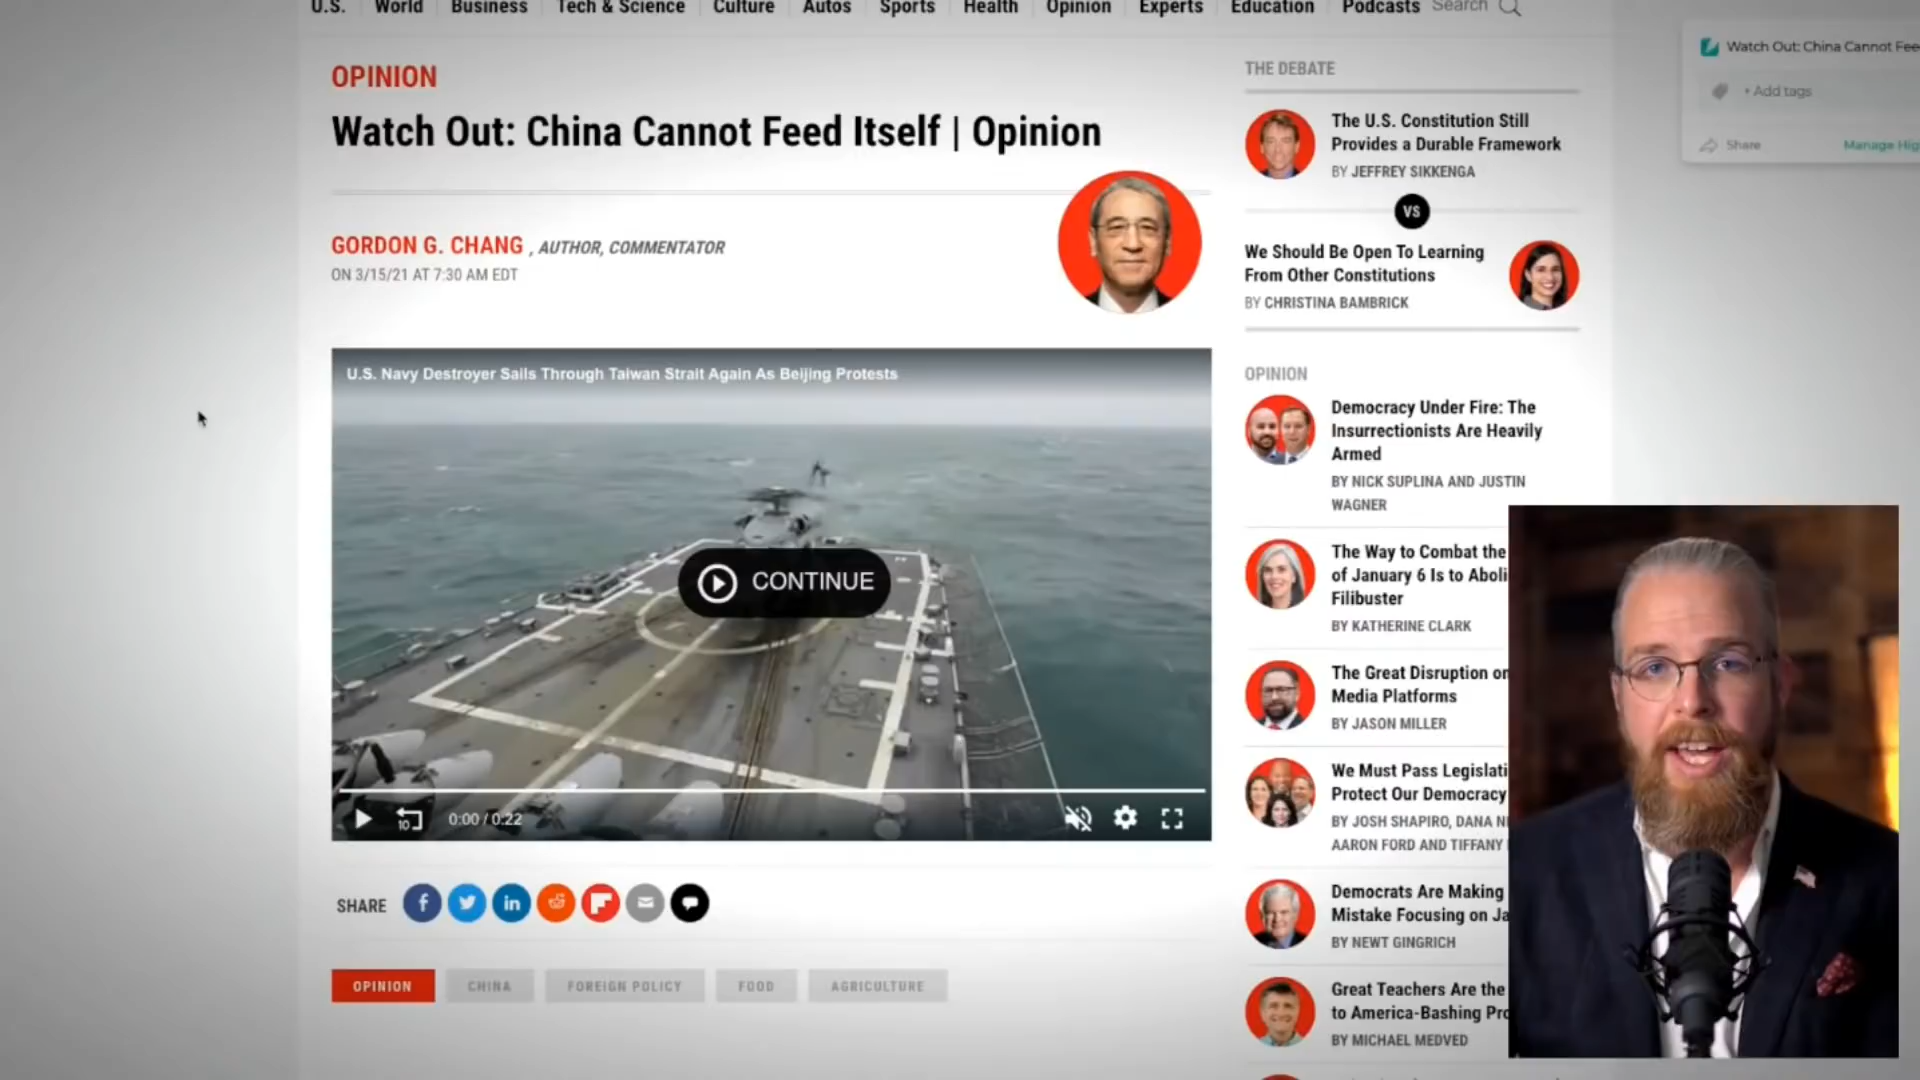 U.S. World Business Tech & Science Culture Autos Sports Health Opinion Experts Education Podcasts Search
OPINION
Watch Out: China Cannot Feed Itself | Opinion
GORDON G. CHANG , AUTHOR, COMMENTATOR
ON 3/15/21 AT 7:30 AM EDT
U.S. Navy Destroyer Sails Through Taiwan Strait Again As Beijing Protests
CONTINUE
10
0:00 / 0:22
SHARE
f
in
OPINION CHINA FOREIGN POLICY FOOD AGRICULTURE
THE DEBATE
The U.S. Constitution Still
Provides a Durable Framework
BY JEFFREY SIKKENGA
VS
We Should Be Open To Learning
From Other Constitutions
BY CHRISTINA BAMBRICK
OPINION
Democracy Under Fire: The
Insurrectionists Are Heavily
Armed
BY NICK SUPLINA AND JUSTIN
WAGNER
The Way to Combat the
of January 6 Is to Aboli
Filibuster
BY KATHERINE CLARK
The Great Disruption on
Media Platforms
BY JASON MILLER
We Must Pass Legislati
Protect Our Democracy
BY JOSH SHAPIRO, DANA N
AARON FORD AND TIFFANY
Democrats Are Making
Mistake Focusing on Ja
BY NEWT GINGRICH
Great Teachers Are the
to America-Bashing Pro
BY MICHAEL MEDVED
Watch Out: China Cannot Fee
+ Add tags
Share Manage Hig